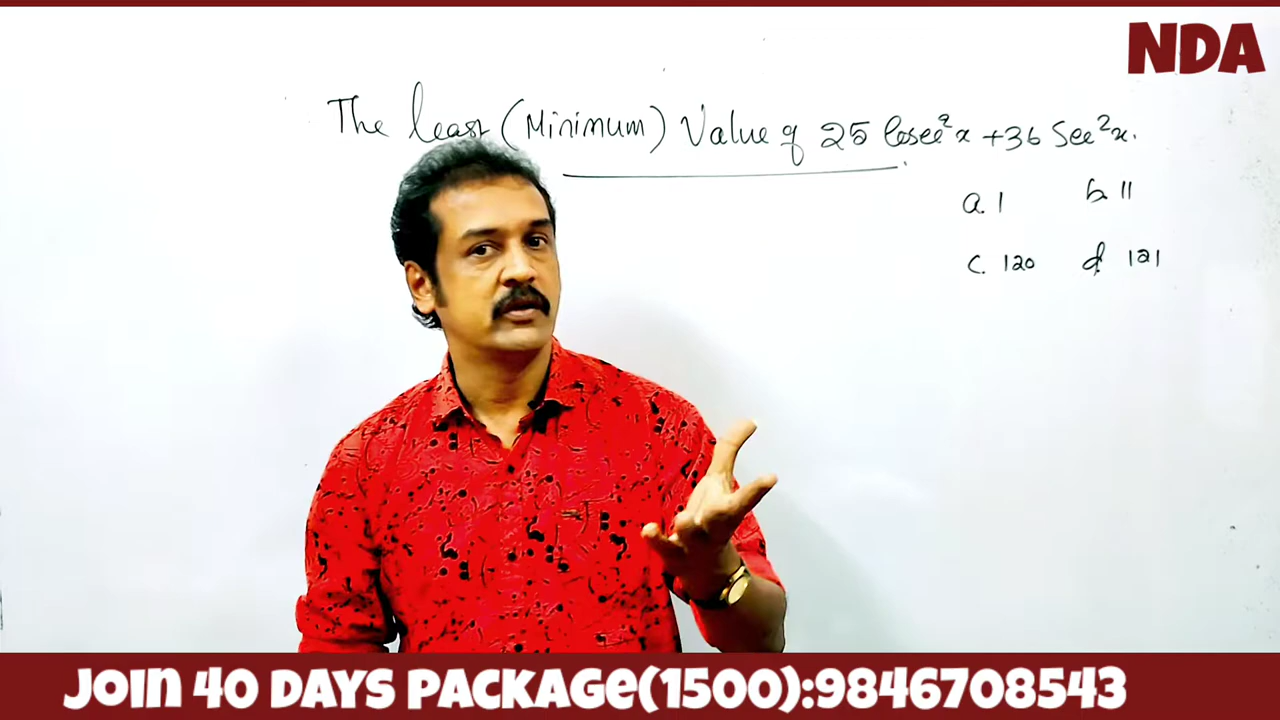 NDA
The least (Minimum) Value of 25 Cosec²x + 36 Sec²x.
a. 1 b. 11
c. 120 d. 121
JOIN 40 DAYS PACKAGE(1500):9846708543